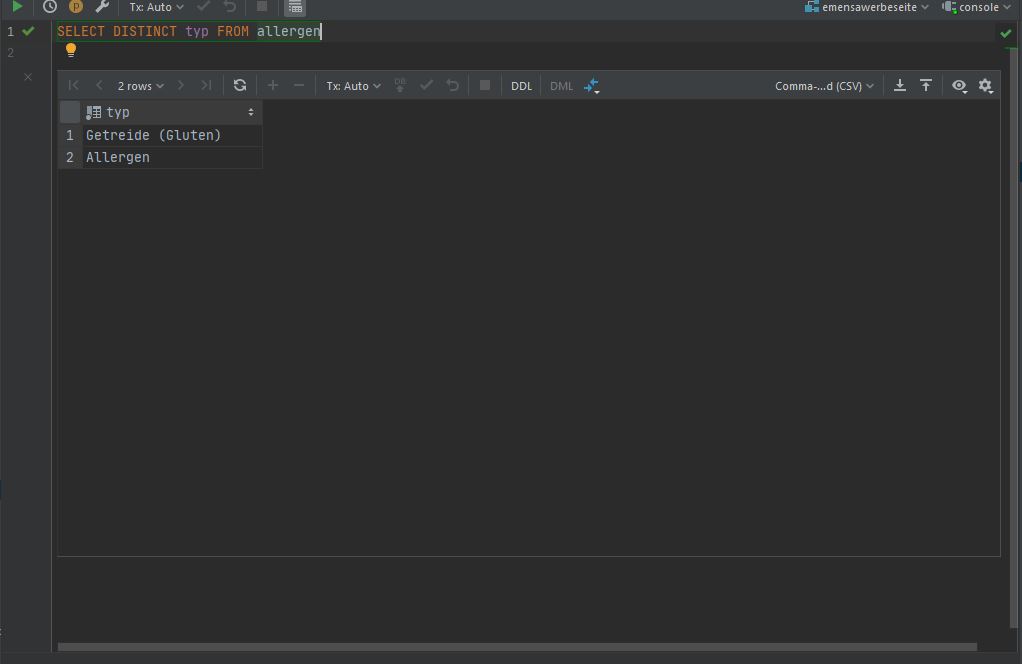 Tx: Auto
emensawerbeseite
console
1 SELECT DISTINCT typ FROM allergen
2
2 rows
Tx: Auto
DB
DDL
DML
Comma-...d (CSV)
typ
1 Getreide (Gluten)
2 Allergen